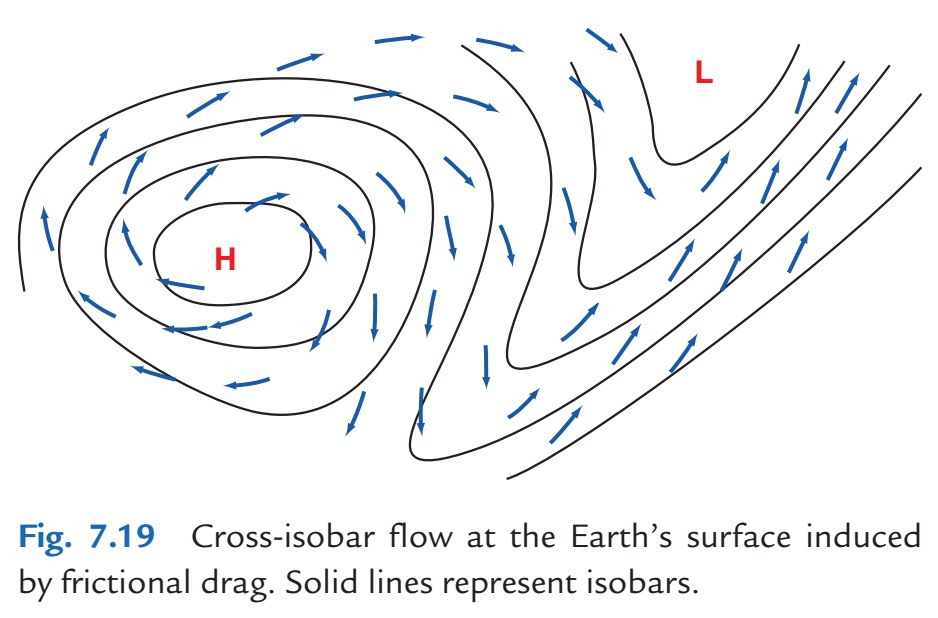 L
H
Fig. 7.19 Cross-isobar flow at the Earth’s surface induced
by frictional drag. Solid lines represent isobars.